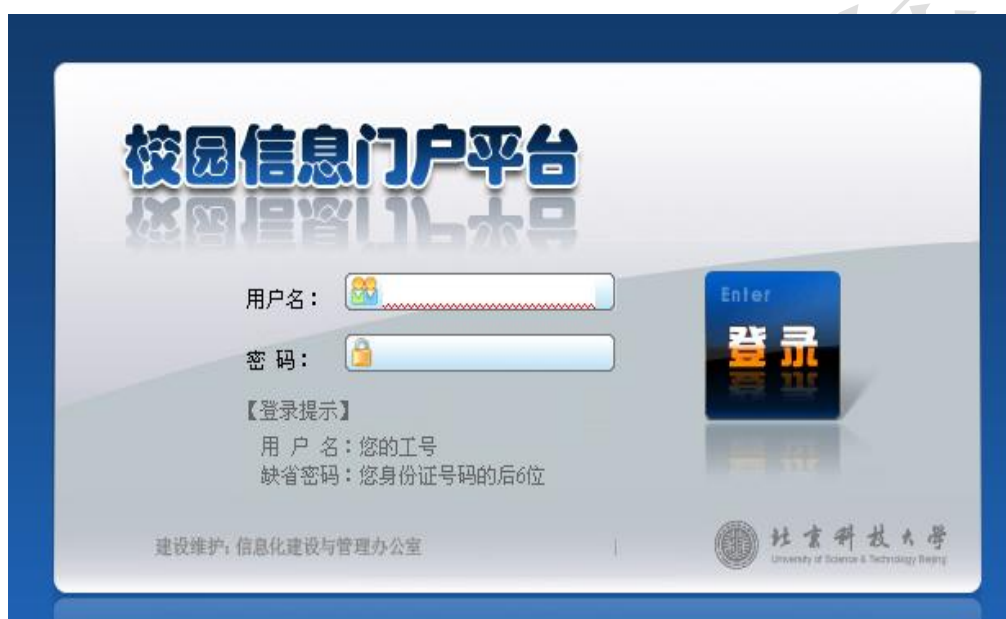 校园信息门户平台
用户名：
Enter
登录
密 码：
【登录提示】
用 户 名：您的工号
缺省密码：您身份证号码的后6位
建设维护：信息化建设与管理办公室
|
北京科技大学
University of Science & Technology Beijing